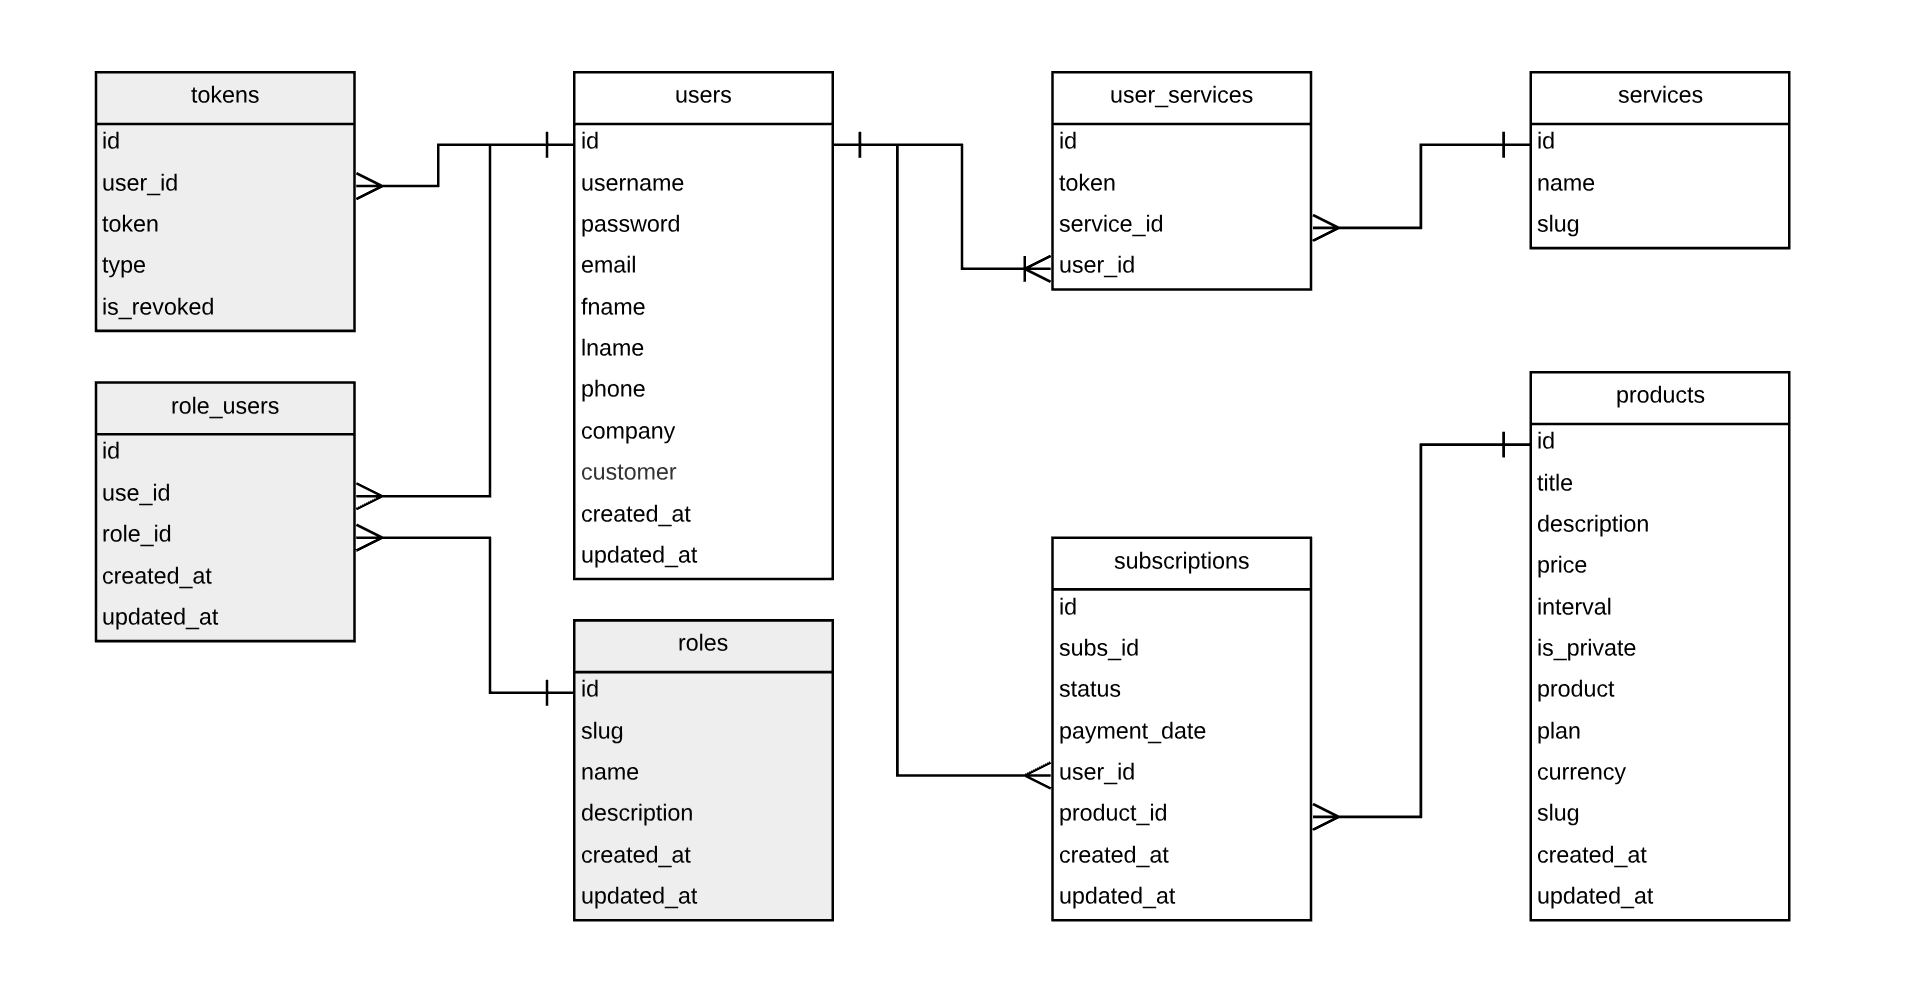 tokens
id
user_id
token
type
is_revoked
role_users
id
use_id
role_id
created_at
updated_at
users
id
username
password
email
fname
lname
phone
company
customer
created_at
updated_at
roles
id
slug
name
description
created_at
updated_at
user_services
id
token
service_id
user_id
subscriptions
id
subs_id
status
payment_date
user_id
product_id
created_at
updated_at
services
id
name
slug
products
id
title
description
price
interval
is_private
product
plan
currency
slug
created_at
updated_at